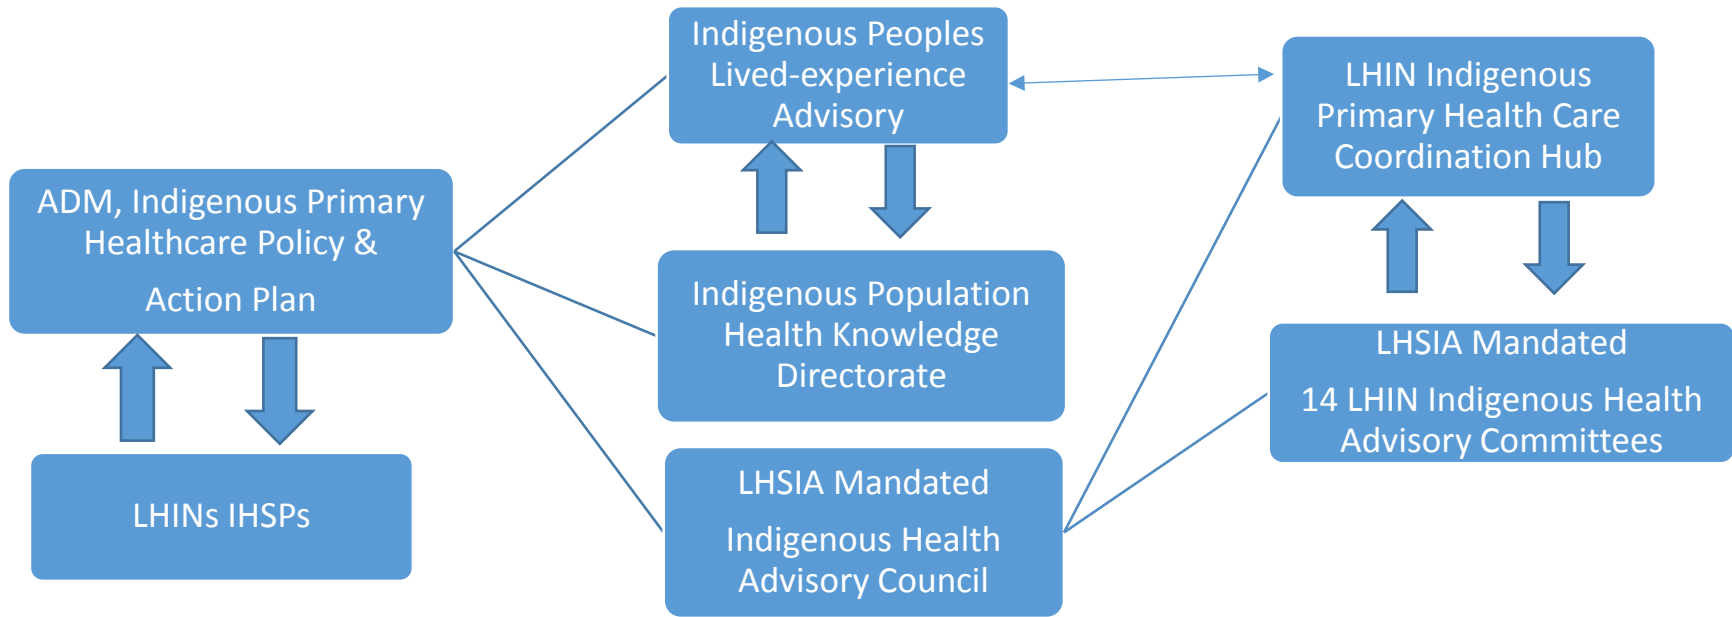 ADM, Indigenous Primary
Healthcare Policy &
Action Plan
LHINs IHSPs
Indigenous Peoples
Lived-experience
Advisory
Indigenous Population
Health Knowledge
Directorate
LHSIA Mandated
Indigenous Health
Advisory Council
LHIN Indigenous
Primary Health Care
Coordination Hub
LHSIA Mandated
14 LHIN Indigenous Health
Advisory Committees